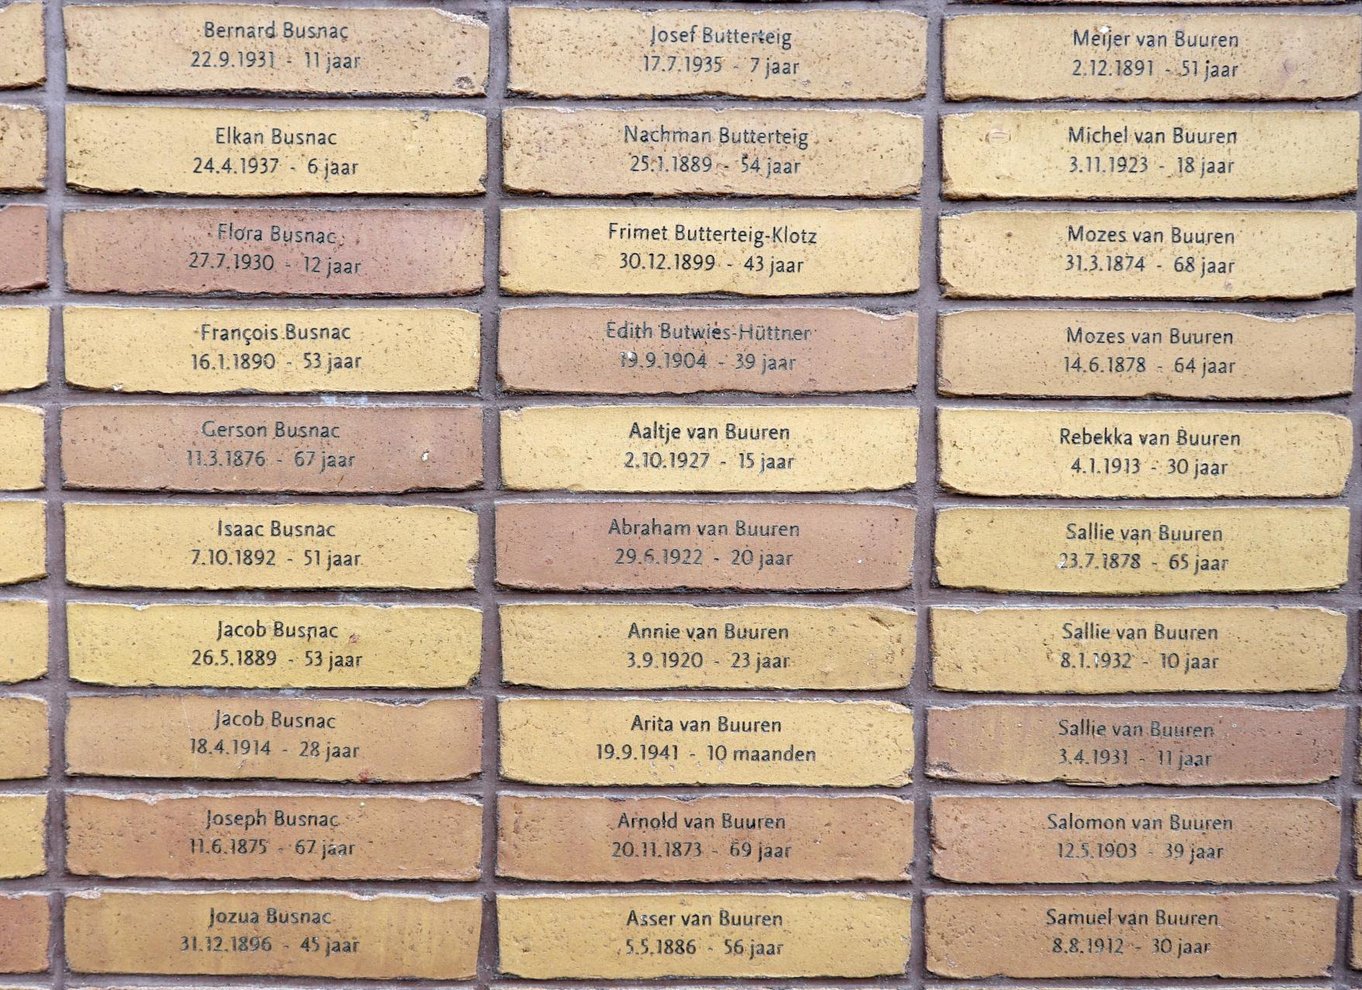 Bernard Busnac
22.9.1931 - 11 jaar
Elkan Busnac
24.4.1937 - 6 jaar
Flora Busnac
27.7.1930 - 12 jaar
François Busnac
16.1.1890 - 53 jaar
Gerson Busnac
11.3.1876 - 67 jaar
Isaac Busnac
7.10.1892 - 51 jaar
Jacob Busnac
26.5.1889 - 53 jaar
Jacob Busnac
18.4.1914 - 28 jaar
Joseph Busnac
11.6.1875 - 67 jaar
Jozua Busnac
31.12.1896 - 45 jaar
Josef Butterteig
17.7.1935 - 7 jaar
Nachman Butterteig
25.1.1889 - 54 jaar
Frimet Butterteig-Klotz
30.12.1899 - 43 jaar
Edith Butwies-Hüttner
19.9.1904 - 39 jaar
Aaltje van Buuren
2.10.1927 - 15 jaar
Abraham van Buuren
29.6.1922 - 20 jaar
Annie van Buuren
3.9.1920 - 23 jaar
Arita van Buuren
19.9.1941 - 10 maanden
Arnold van Buuren
20.11.1873 - 69 jaar
Asser van Buuren
5.5.1886 - 56 jaar
Meijer van Buuren
2.12.1891 - 51 jaar
Michel van Buuren
3.11.1923 - 18 jaar
Mozes van Buuren
31.3.1874 - 68 jaar
Mozes van Buuren
14.6.1878 - 64 jaar
Rebekka van Buuren
4.1.1913 - 30 jaar
Sallie van Buuren
23.7.1878 - 65 jaar
Sallie van Buuren
8.1.1932 - 10 jaar
Sallie van Buuren
3.4.1931 - 11 jaar
Salomon van Buuren
12.5.1903 - 39 jaar
Samuel van Buuren
8.8.1912 - 30 jaar